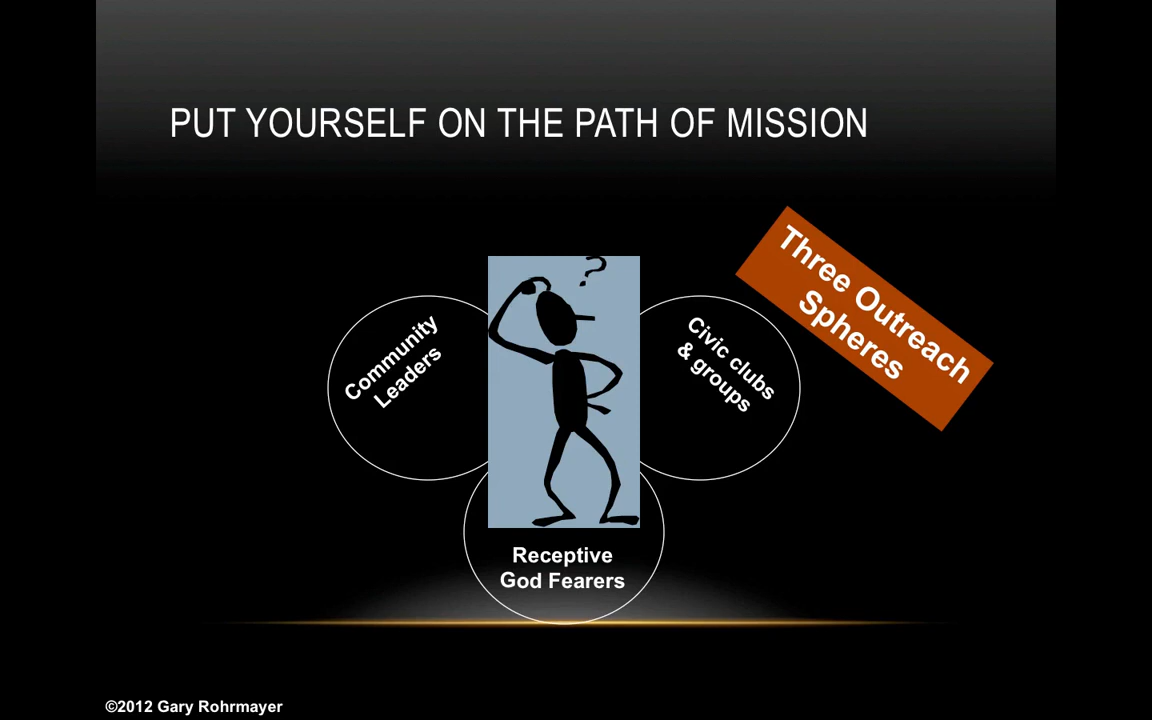 PUT YOURSELF ON THE PATH OF MISSION
Three Outreach
Spheres
?
Community
Leaders
Civic clubs
& groups
Receptive
God Fearers
©2012 Gary Rohrmayer